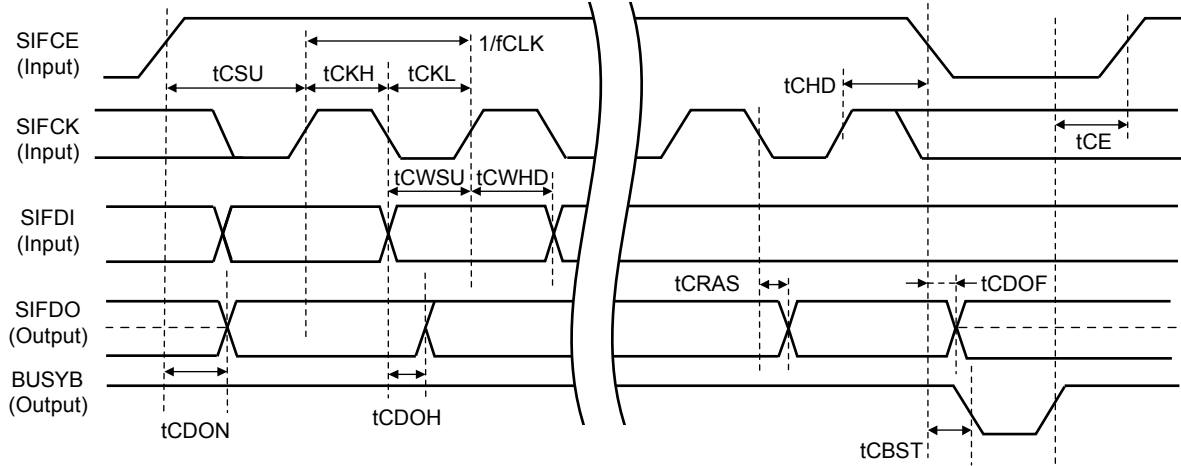 SIFCE
(Input)
1/fCLK
tCSU
tCKH
tCKL
tCHD
SIFCK
(Input)
tCE
tCWSU
tCWHD
SIFDI
(Input)
tCRAS
tCDOF
SIFDO
(Output)
BUSYB
(Output)
tCDON
tCDOH
tCBST